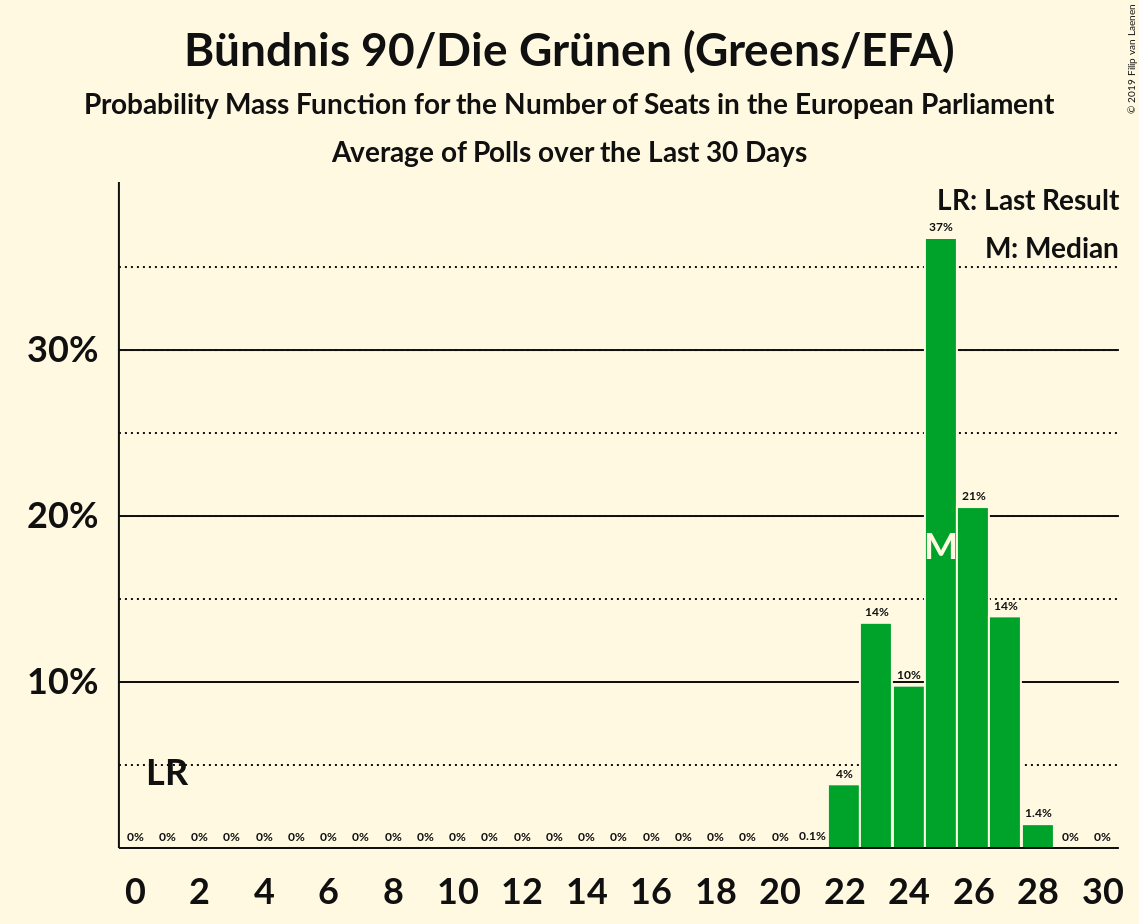 Bündnis 90/Die Grünen (Greens/EFA)
Probability Mass Function for the Number of Seats in the European Parliament
Average of Polls over the Last 30 Days
© 2019 Filip van Laenen
LR: Last Result
M: Median
37%
30%
21%
20%
M
14%
14%
10%
10%
LR
4%
1.4%
0% 0% 0% 0% 0% 0% 0% 0% 0% 0% 0% 0% 0% 0% 0% 0% 0% 0% 0% 0% 0% 0.1% 0% 0%
0 2 4 6 8 10 12 14 16 18 20 22 24 26 28 30